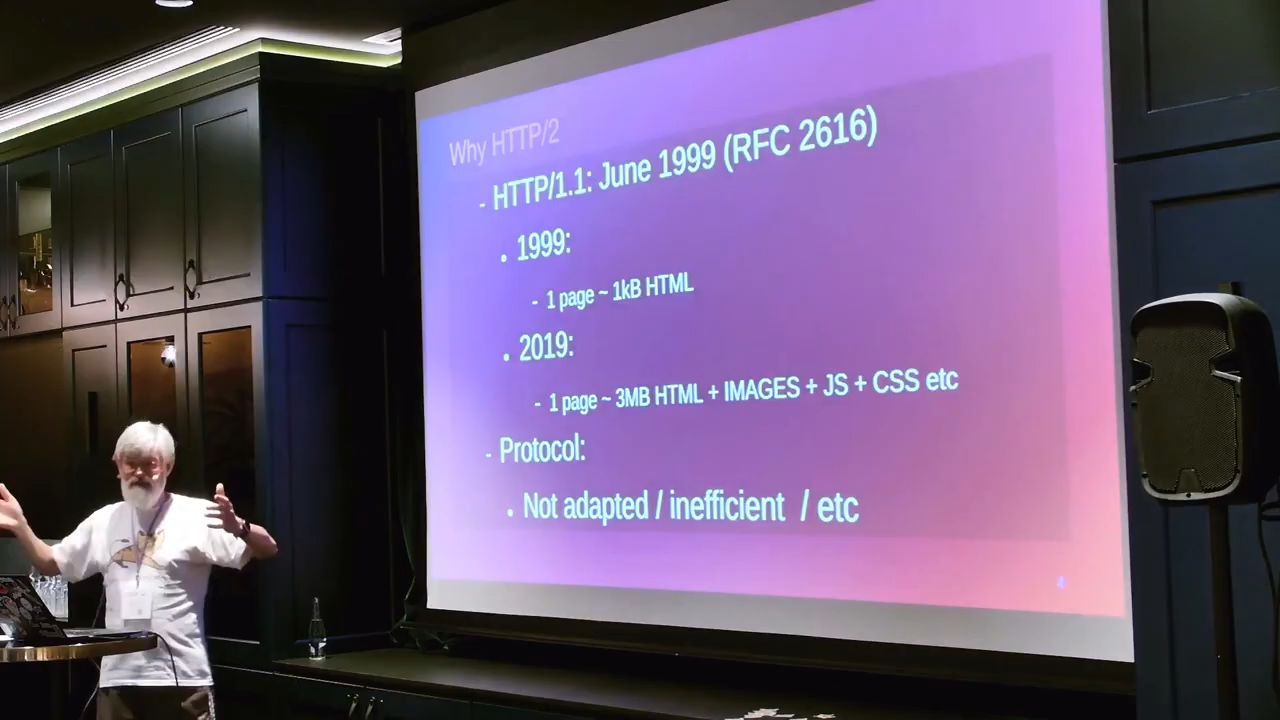 Why HTTP/2
- HTTP/1.1: June 1999 (RFC 2616)
• 1999:
- 1 page ~ 1kB HTML
• 2019:
- 1 page ~ 3MB HTML + IMAGES + JS + CSS etc
- Protocol:
• Not adapted / inefficient / etc
4